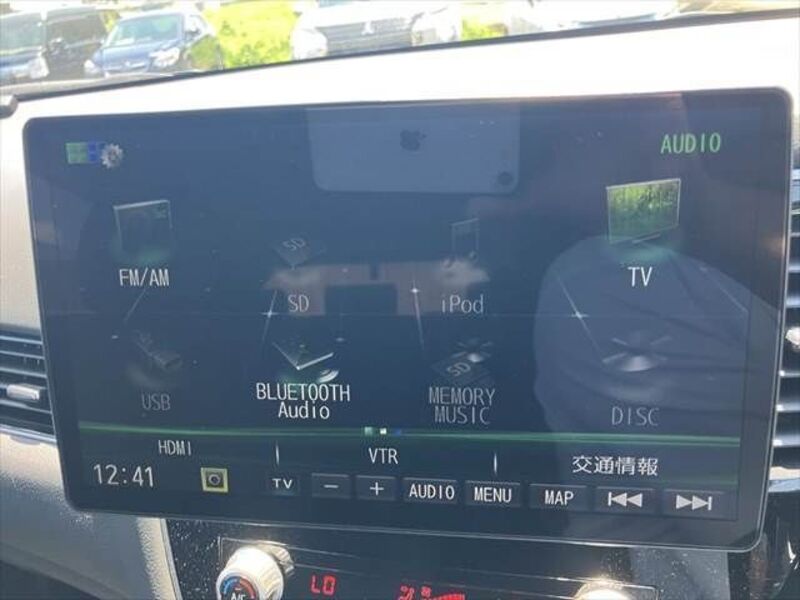 AUDIO
FM/AM
SD
iPod
TV
USB
BLUETOOTH Audio
MEMORY MUSIC
DISC
HDMI
VTR
交通情報
12:41
TV
AUDIO
MENU
MAP
LO
A/C